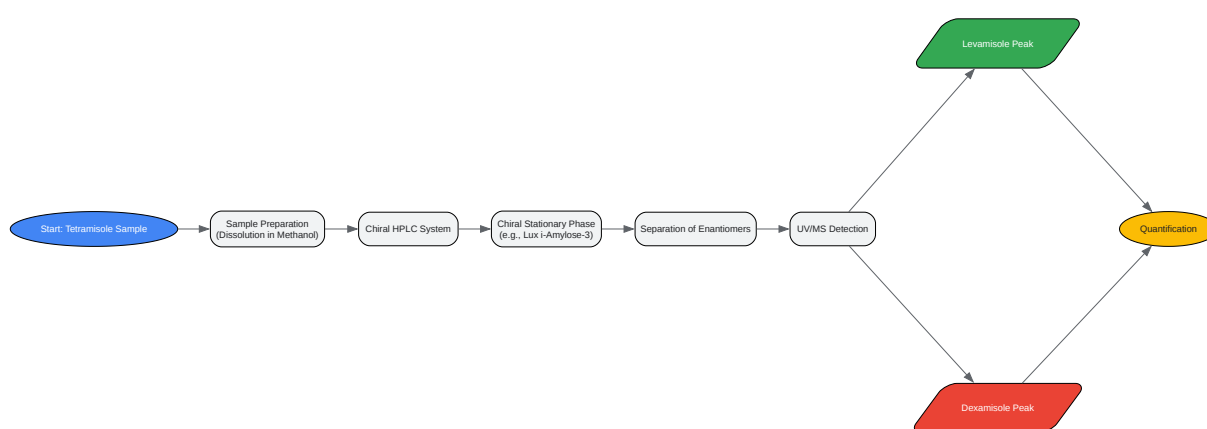 Start: Tetramisole Sample
Sample Preparation
(Dissolution in Methanol)
Chiral HPLC System
Chiral Stationary Phase
(e.g., Lux i-Amylose-3)
Separation of Enantiomers
UV/MS Detection
Levamisole Peak
Dexamisole Peak
Quantification